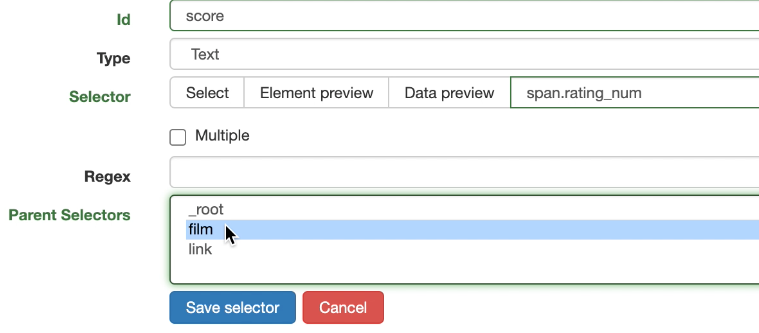 Id score
Type Text
Selector Select Element preview Data preview span.rating_num
Multiple
Regex
Parent Selectors _root
film
link
Save selector Cancel